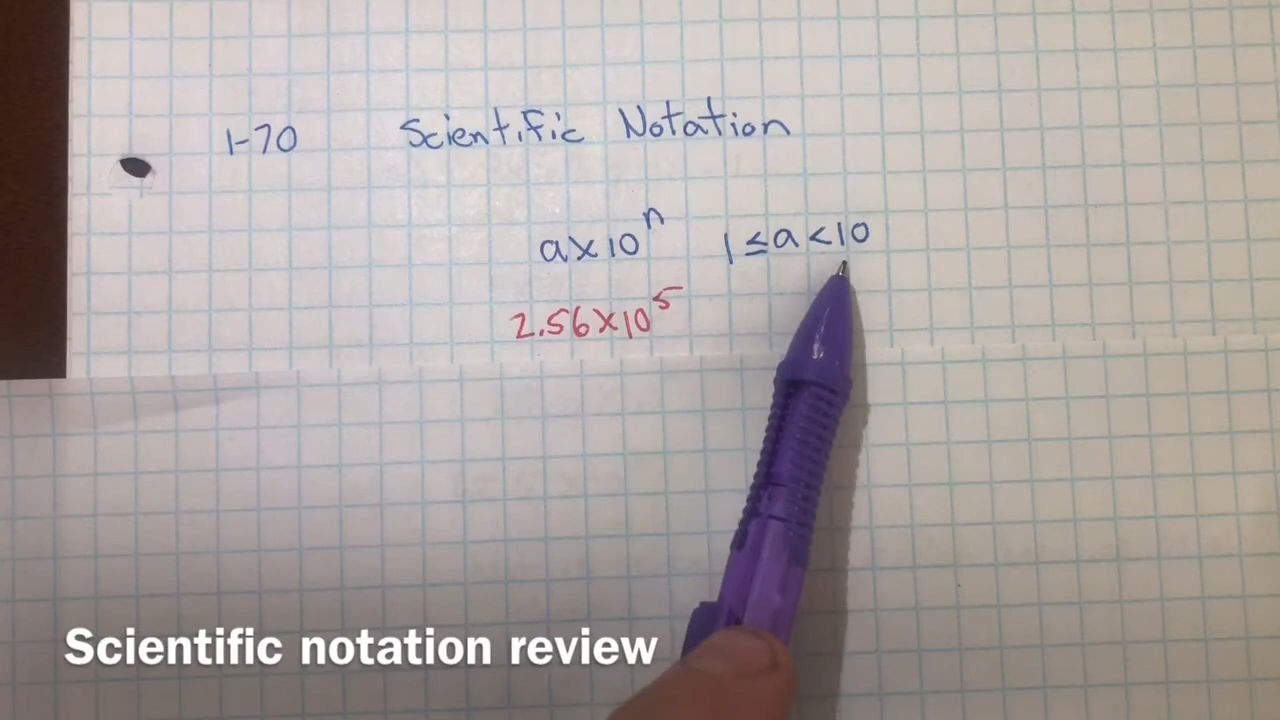 1-70 Scientific Notation
a x 10^n 1 ≤ a < 10
2.56 x 10^5
Scientific notation review